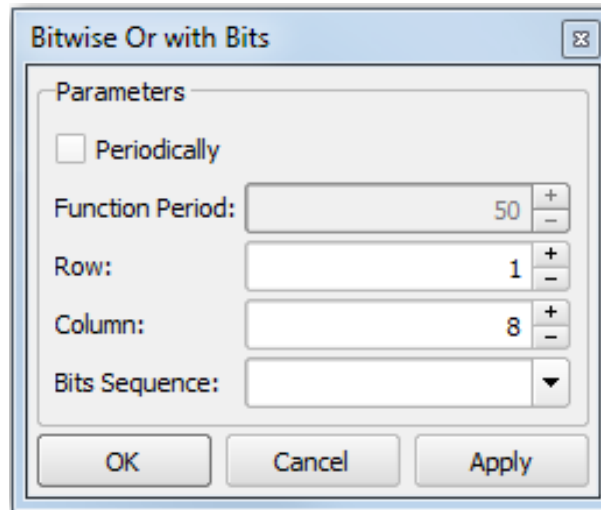 Bitwise Or with Bits
Parameters
Periodically
Function Period: 50 + -
Row: 1 + -
Column: 8 + -
Bits Sequence:
OK Cancel Apply